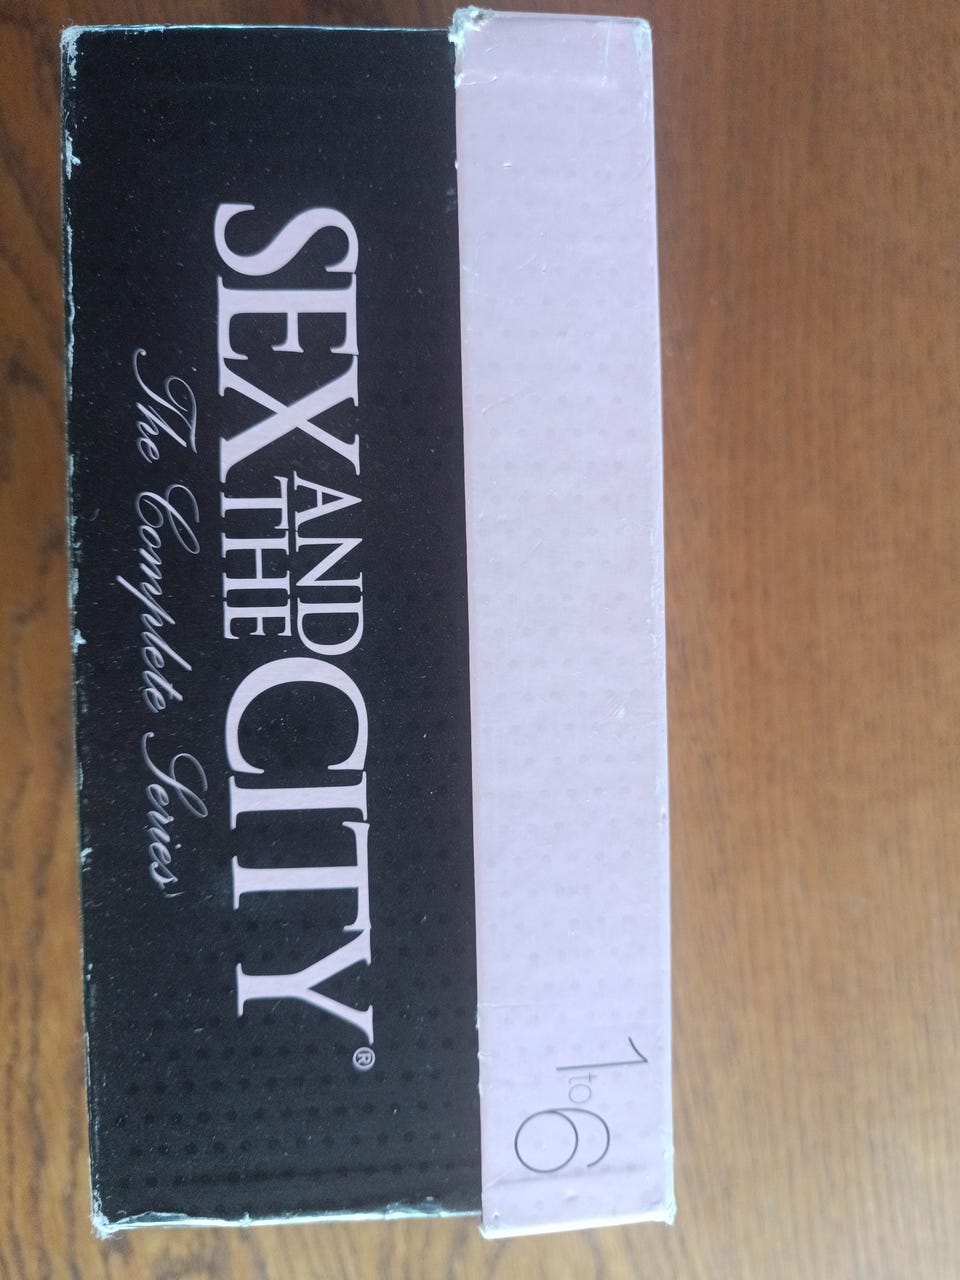 1 to 6
SEX AND THE CITY®
The Complete Series